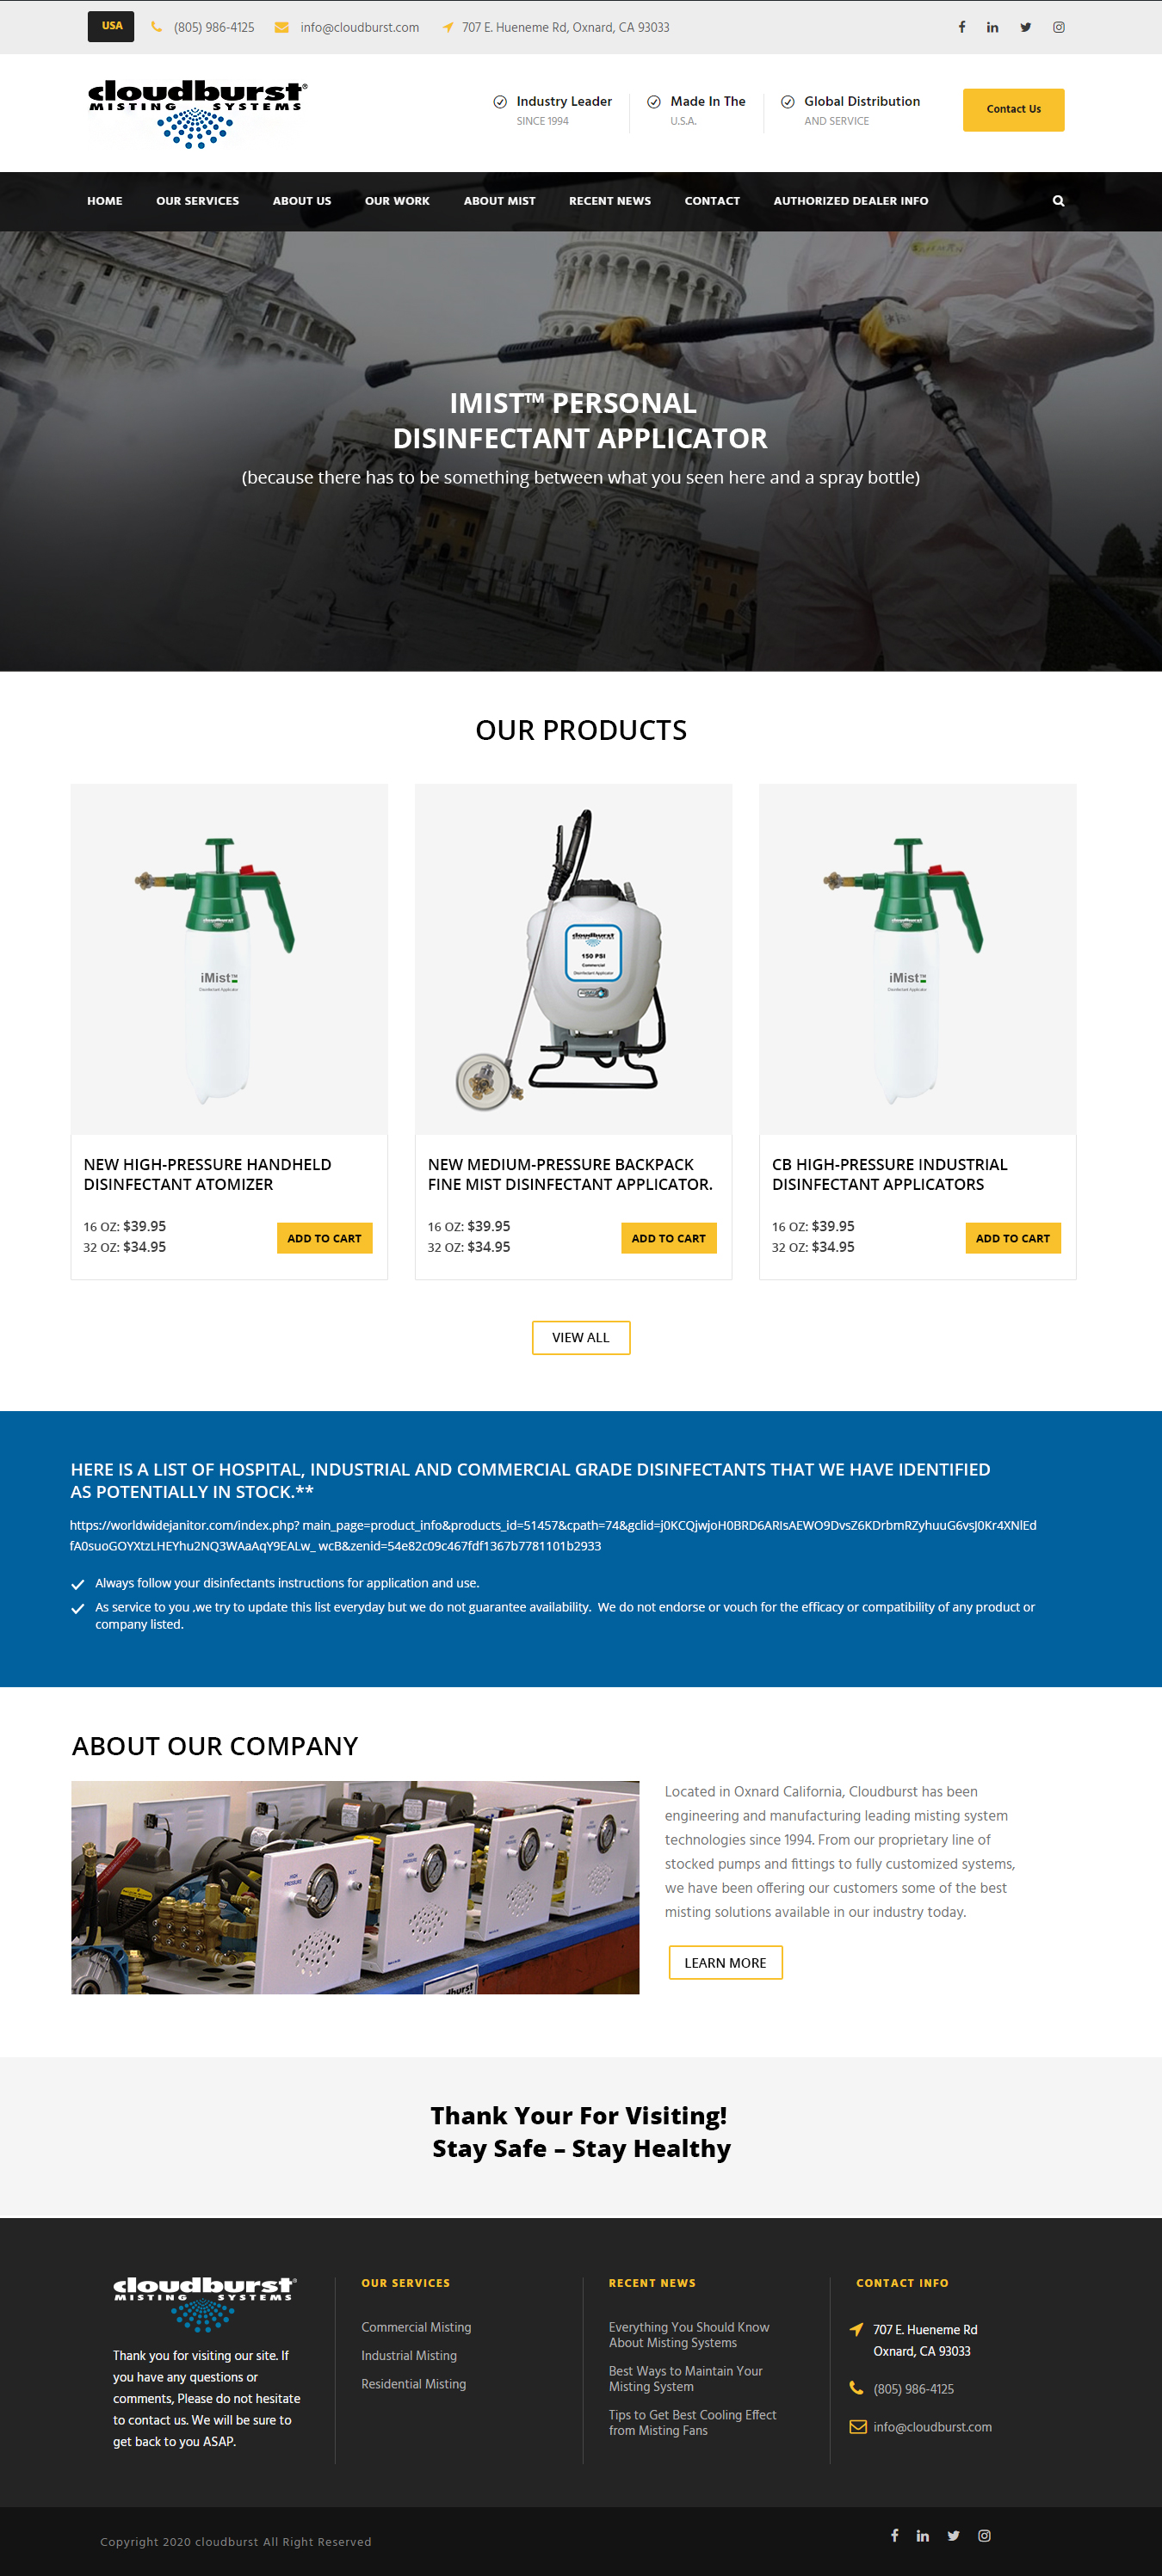 USA (805) 986-4125 info@cloudburst.com 707 E. Hueneme Rd, Oxnard, CA 93033
cloudburst®
MISTING SYSTEMS
Industry Leader
SINCE 1994
Made In The
U.S.A.
Global Distribution
AND SERVICE
Contact Us
HOME OUR SERVICES ABOUT US OUR WORK ABOUT MIST RECENT NEWS CONTACT AUTHORIZED DEALER INFO
IMIST™ PERSONAL
DISINFECTANT APPLICATOR
(because there has to be something between what you seen here and a spray bottle)
OUR PRODUCTS
cloudburst
iMist™
Disinfectant Applicator
cloudburst
MISTING SYSTEMS
150 PSI
Commercial
Disinfectant Applicator
cloudburst
iMist™
Disinfectant Applicator
NEW HIGH-PRESSURE HANDHELD
DISINFECTANT ATOMIZER
16 OZ: $39.95
32 OZ: $34.95
ADD TO CART
NEW MEDIUM-PRESSURE BACKPACK
FINE MIST DISINFECTANT APPLICATOR.
16 OZ: $39.95
32 OZ: $34.95
ADD TO CART
CB HIGH-PRESSURE INDUSTRIAL
DISINFECTANT APPLICATORS
16 OZ: $39.95
32 OZ: $34.95
ADD TO CART
VIEW ALL
HERE IS A LIST OF HOSPITAL, INDUSTRIAL AND COMMERCIAL GRADE DISINFECTANTS THAT WE HAVE IDENTIFIED
AS POTENTIALLY IN STOCK.**
https://worldwidejanitor.com/index.php? main_page=product_info&products_id=51457&cpath=74&gclid=j0KCQjwjoH0BRD6ARIsAEWO9DvsZ6KDrbmRZyhuuG6vsJ0Kr4XNlEd
fA0suoGOYXtzLHEYhu2NQ3WAaAqY9EALw_ wcB&zenid=54e82c09c467fdf1367b7781101b2933
Always follow your disinfectants instructions for application and use.
As service to you ,we try to update this list everyday but we do not guarantee availability. We do not endorse or vouch for the efficacy or compatibility of any product or
company listed.
ABOUT OUR COMPANY
Located in Oxnard California, Cloudburst has been
engineering and manufacturing leading misting system
technologies since 1994. From our proprietary line of
stocked pumps and fittings to fully customized systems,
we have been offering our customers some of the best
misting solutions available in our industry today.
LEARN MORE
Thank Your For Visiting!
Stay Safe – Stay Healthy
cloudburst®
MISTING SYSTEMS
Thank you for visiting our site. If
you have any questions or
comments, Please do not hesitate
to contact us. We will be sure to
get back to you ASAP.
OUR SERVICES
Commercial Misting
Industrial Misting
Residential Misting
RECENT NEWS
Everything You Should Know
About Misting Systems
Best Ways to Maintain Your
Misting System
Tips to Get Best Cooling Effect
from Misting Fans
CONTACT INFO
707 E. Hueneme Rd
Oxnard, CA 93033
(805) 986-4125
info@cloudburst.com
Copyright 2020 cloudburst All Right Reserved